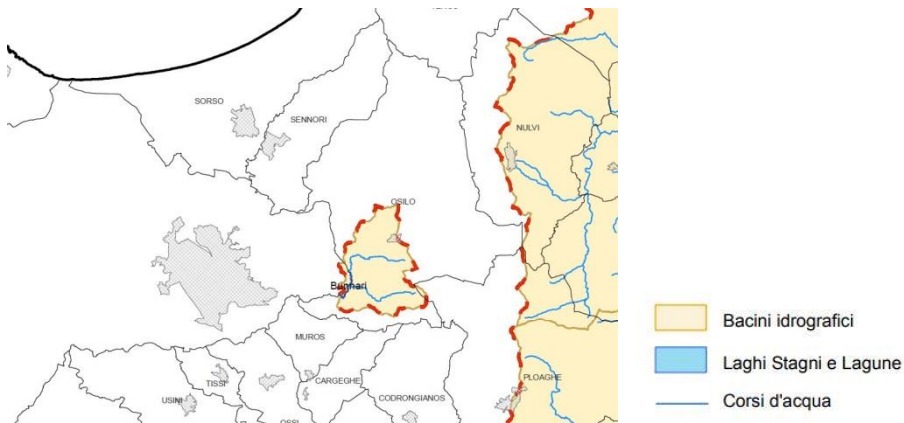 SORSO
SENNORI
NULVI
OSILO
Bunnari
MUROS
TISSI
CARGEGHE
PLOAGHE
USINI
CODRONGIANOS
OSSI
Bacini idrografici
Laghi Stagni e Lagune
Corsi d'acqua